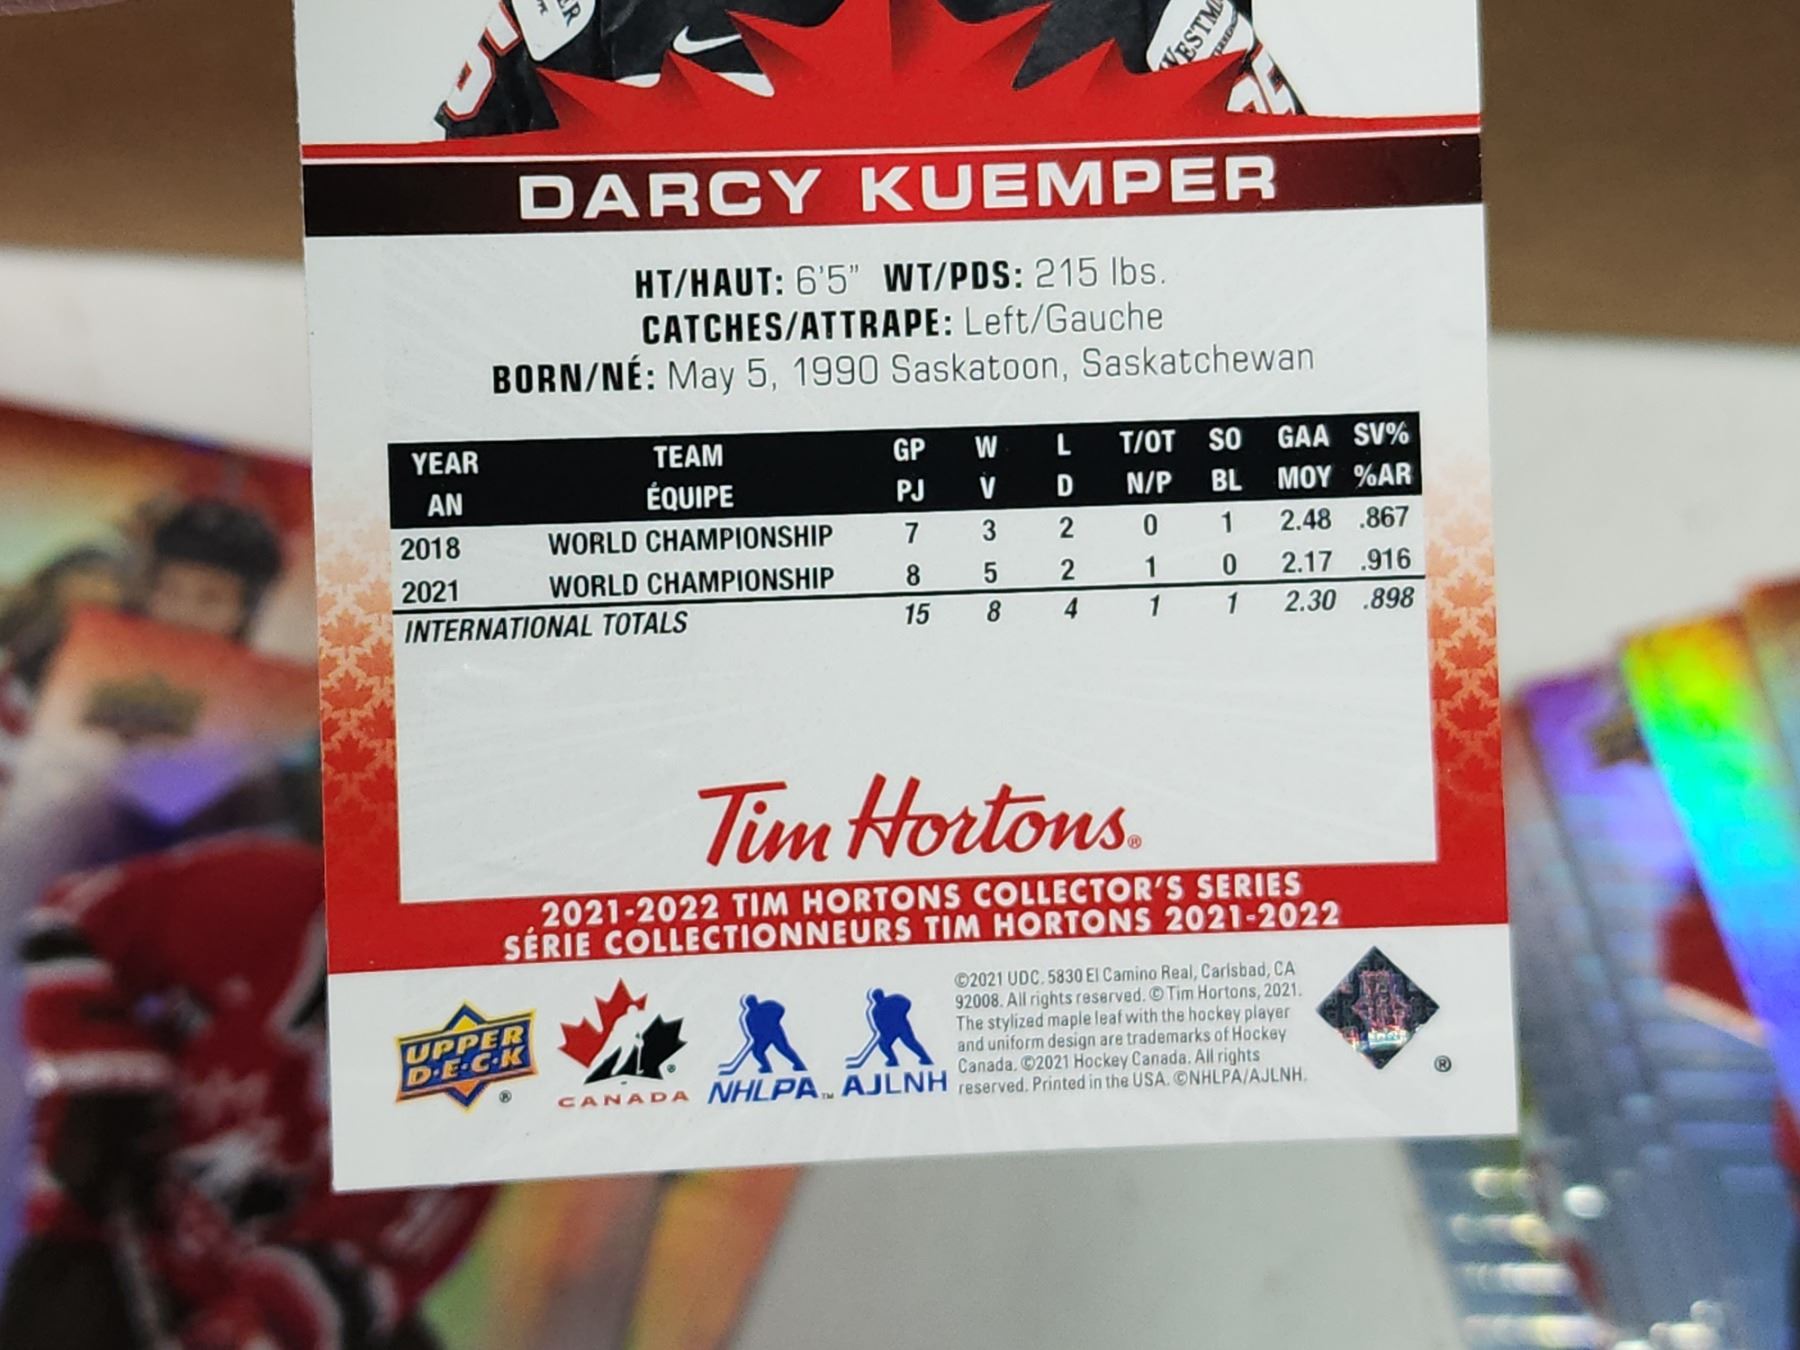 WESTM
DARCY KUEMPER
HT/HAUT: 6'5" WT/PDS: 215 lbs.
CATCHES/ATTRAPE: Left/Gauche
BORN/NÉ: May 5, 1990 Saskatoon, Saskatchewan
YEAR TEAM GP W L T/OT SO GAA SV%
AN ÉQUIPE PJ V D N/P BL MOY %AR
2018 WORLD CHAMPIONSHIP 7 3 2 0 1 2.48 .867
2021 WORLD CHAMPIONSHIP 8 5 2 1 0 2.17 .916
INTERNATIONAL TOTALS 15 8 4 1 1 2.30 .898
Tim Hortons®
2021-2022 TIM HORTONS COLLECTOR'S SERIES
SÉRIE COLLECTIONNEURS TIM HORTONS 2021-2022
UPPER
D·E·C·K ®
CANADA
NHLPA™ AJLNH
©2021 UDC. 5830 El Camino Real, Carlsbad, CA
92008. All rights reserved. © Tim Hortons, 2021.
The stylized maple leaf with the hockey player
and uniform design are trademarks of Hockey
Canada. ©2021 Hockey Canada. All rights
reserved. Printed in the USA. ©NHLPA/AJLNH.
®